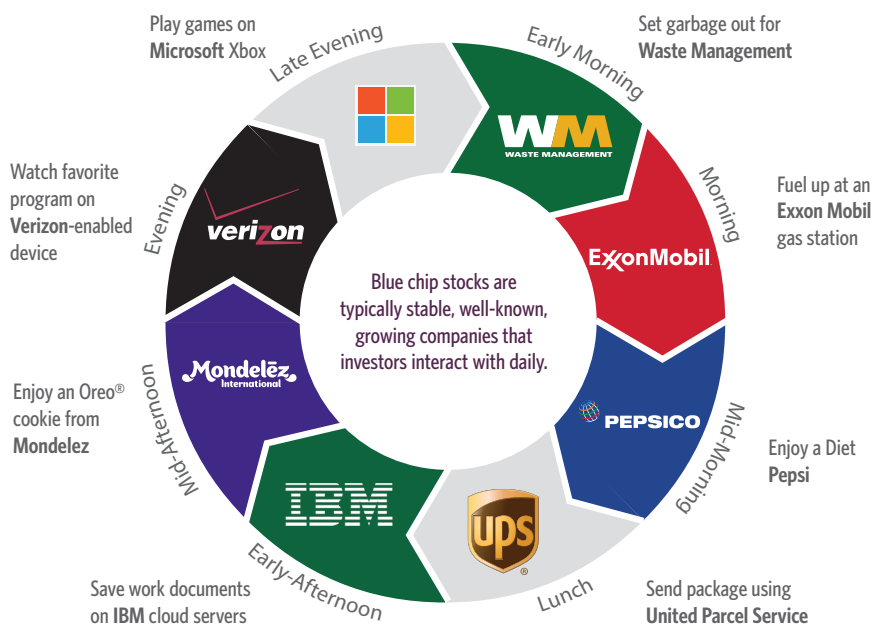 Play games on
Microsoft Xbox
Late Evening
Early Morning
Set garbage out for
Waste Management
WM
WASTE MANAGEMENT
Morning
Fuel up at an
Exxon Mobil
gas station
ExxonMobil
Mid-Morning
Enjoy a Diet
Pepsi
PEPSICO
Lunch
Send package using
United Parcel Service
ups
®
Early-Afternoon
Save work documents
on IBM cloud servers
IBM
Mid-Afternoon
Enjoy an Oreo®
cookie from
Mondelez
Mondelēz
International
Evening
Watch favorite
program on
Verizon-enabled
device
verizon
Blue chip stocks are
typically stable, well-known,
growing companies that
investors interact with daily.